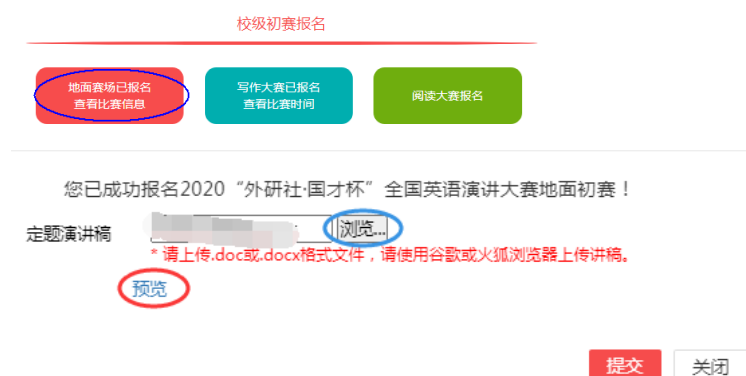 校级初赛报名
地面赛场已报名
查看比赛信息
写作大赛已报名
查看比赛时间
阅读大赛报名
您已成功报名2020“外研社·国才杯”全国英语演讲大赛地面初赛！
定题演讲稿
浏览...
* 请上传.doc或.docx格式文件，请使用谷歌或火狐浏览器上传讲稿。
预览
提交
关闭